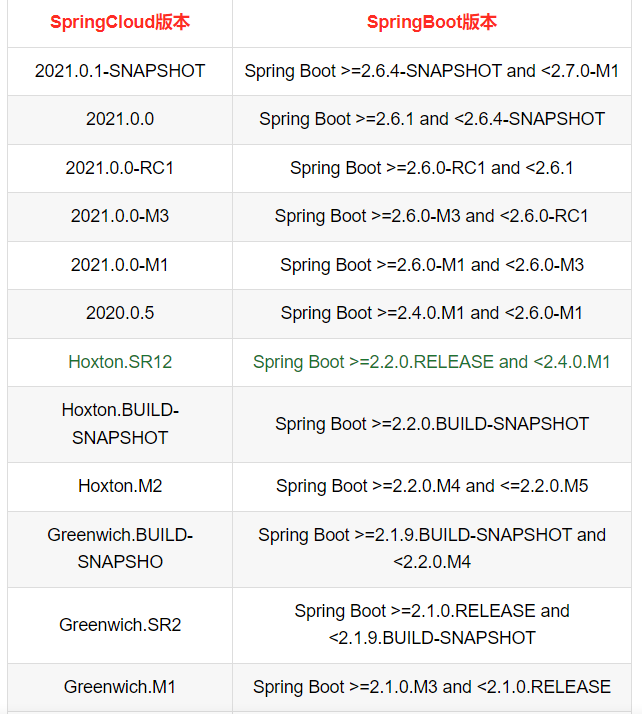 SpringCloud版本 SpringBoot版本
2021.0.1-SNAPSHOT Spring Boot >=2.6.4-SNAPSHOT and <2.7.0-M1
2021.0.0 Spring Boot >=2.6.1 and <2.6.4-SNAPSHOT
2021.0.0-RC1 Spring Boot >=2.6.0-RC1 and <2.6.1
2021.0.0-M3 Spring Boot >=2.6.0-M3 and <2.6.0-RC1
2021.0.0-M1 Spring Boot >=2.6.0-M1 and <2.6.0-M3
2020.0.5 Spring Boot >=2.4.0.M1 and <2.6.0-M1
Hoxton.SR12 Spring Boot >=2.2.0.RELEASE and <2.4.0.M1
Hoxton.BUILD-
SNAPSHOT
Spring Boot >=2.2.0.BUILD-SNAPSHOT
Hoxton.M2 Spring Boot >=2.2.0.M4 and <=2.2.0.M5
Greenwich.BUILD-
SNAPSHO
Spring Boot >=2.1.9.BUILD-SNAPSHOT and
<2.2.0.M4
Greenwich.SR2
Spring Boot >=2.1.0.RELEASE and
<2.1.9.BUILD-SNAPSHOT
Greenwich.M1 Spring Boot >=2.1.0.M3 and <2.1.0.RELEASE